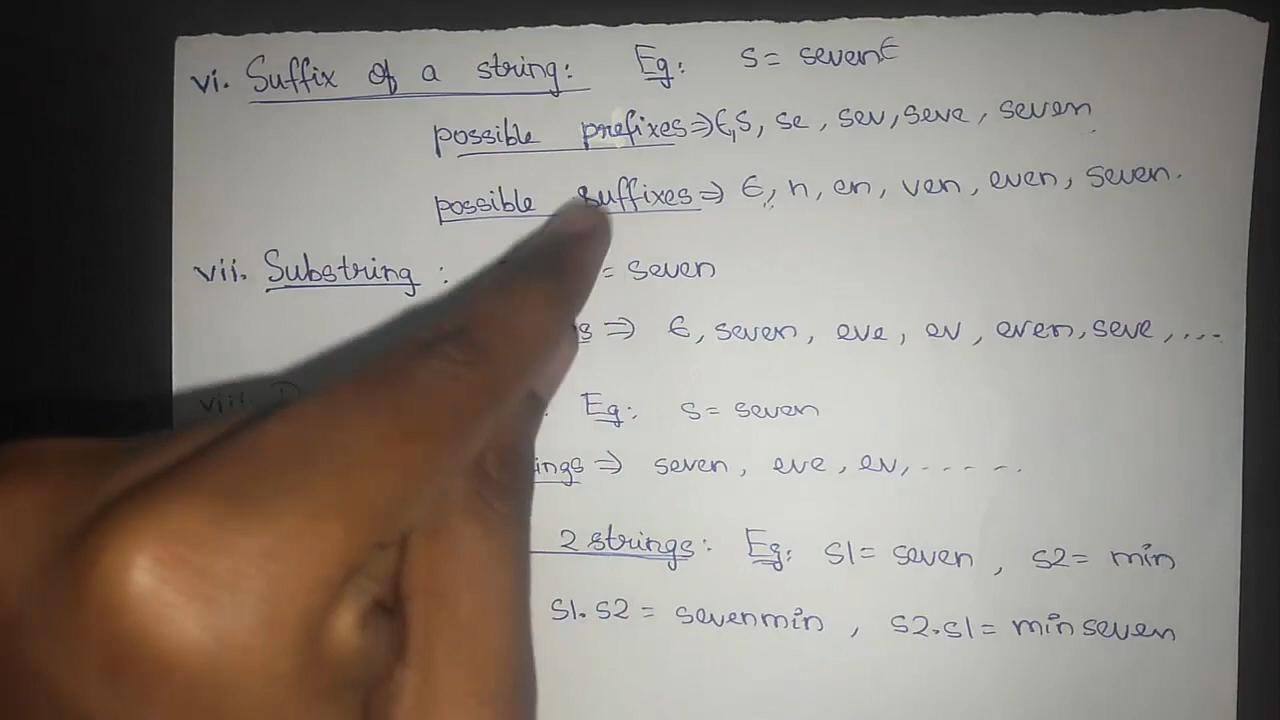 vi. Suffix of a string: Eg: s = sevenϵ
possible prefixes ⇒ ϵ, s, se, sev, seve, seven
possible suffixes ⇒ ϵ, n, en, ven, even, seven.
vii. Substring : = seven
s ⇒ ϵ, seven, eve, ev, even, seve, ....
viii. Eg: s = seven
ings ⇒ seven, eve, ev, ------.
2 strings: Eg: s1 = seven, s2 = min
s1.s2 = sevenmin, s2.s1 = minseven